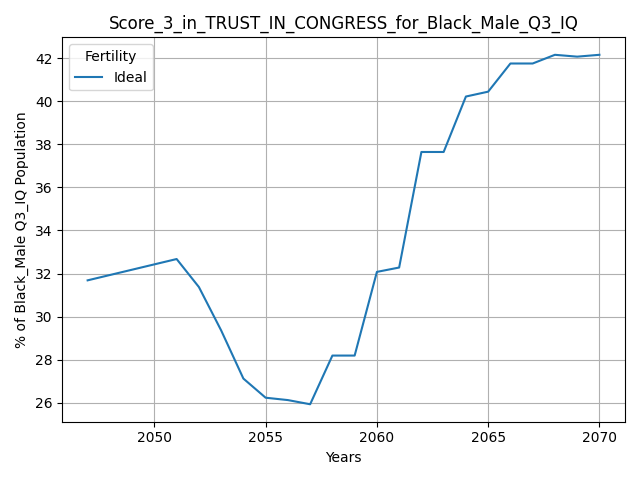 Score_3_in_TRUST_IN_CONGRESS_for_Black_Male_Q3_IQ
Fertility
Ideal
% of Black_Male Q3_IQ Population
42
40
38
36
34
32
30
28
26
2050
2055
2060
2065
2070
Years